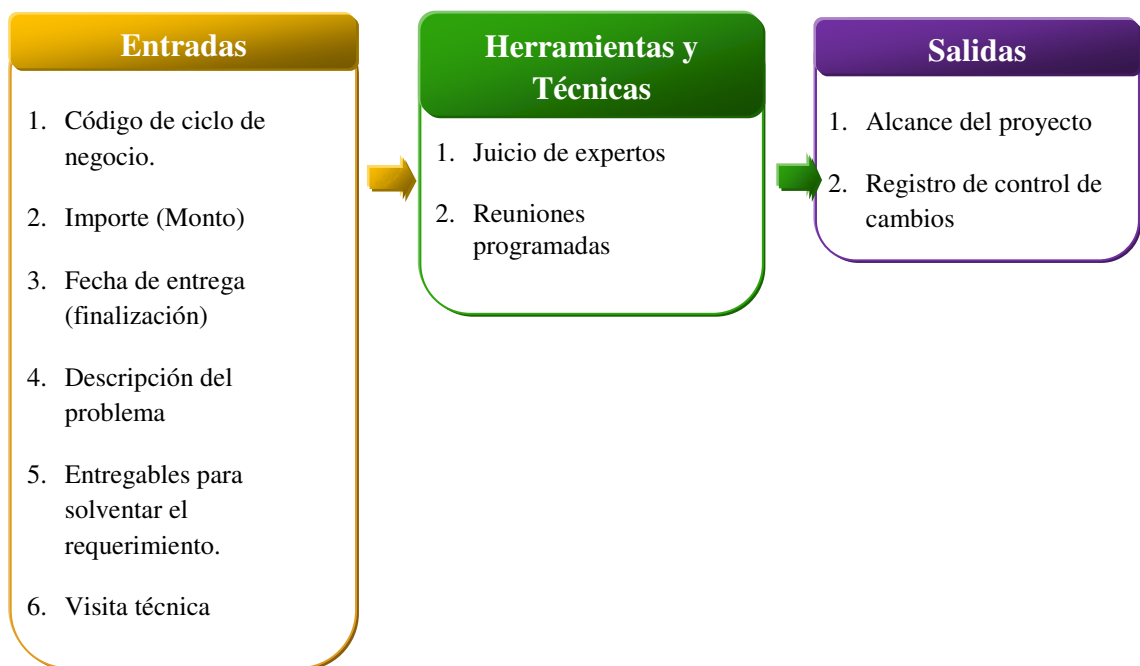 Entradas
1. Código de ciclo de
negocio.
2. Importe (Monto)
3. Fecha de entrega
(finalización)
4. Descripción del
problema
5. Entregables para
solventar el
requerimiento.
6. Visita técnica
Herramientas y
Técnicas
1. Juicio de expertos
2. Reuniones
programadas
Salidas
1. Alcance del proyecto
2. Registro de control de
cambios